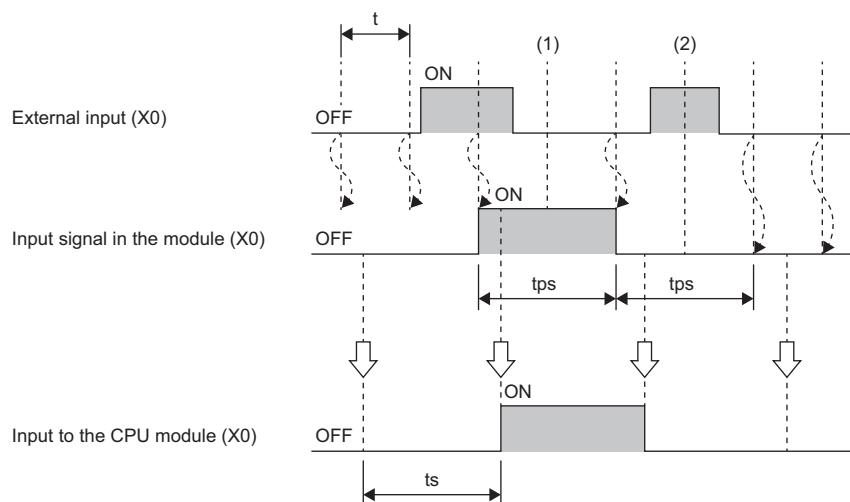 t
(1) (2)
ON
External input (X0) OFF
ON
Input signal in the module (X0) OFF
tps tps
ON
Input to the CPU module (X0) OFF
ts